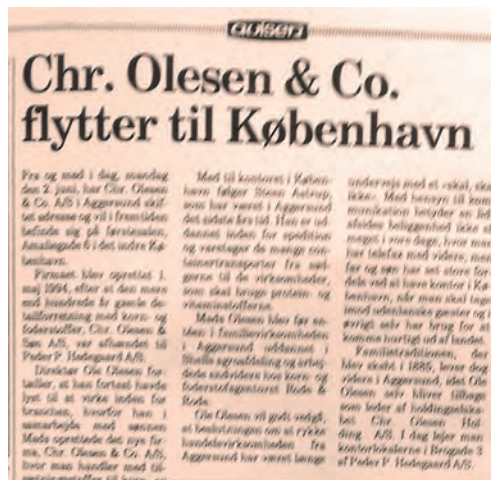 avisen
Chr. Olesen & Co.
flytter til København
Fra og med i dag, mandag
den 2. juni, har Chr. Olesen
& Co. A/S i Aggersund skif-
tet adresse og vil i fremtiden
befinde sig på førstesalen,
Amaliegade 6 i det indre Kø-
benhavn.
Firmaet blev oprettet 1.
maj 1994, efter at den mere
end hundrede år gamle de-
tailforretning med korn- og
foderstoffer, Chr. Olesen &
Søn A/S, var afhændet til
Peder P. Hedegaard A/S.
Direktør Ole Olesen for-
tæller, at han fortsat havde
lyst til at virke inden for
branchen, hvorfor han i
samarbejde med sønnen
Mads oprettede det nye fir-
ma, Chr. Olesen & Co. A/S,
hvor man handler med til-
Med til kontoret i Køben-
havn følger Steen Astrup,
som har været i Aggersund
det sidste års tid. Han er ud-
dannet inden for spedition
og varetager de mange con-
tainertransporter fra
gerne til de virksomheder,
som skal bruge protein- og
vitaminstofferne.
Mads Olesen blev før en-
den i familievirksomheden
i Aggersund uddannet i
Shells agroafdeling og arbej-
dede endvidere hos korn- og
foderstofagenturet Rode &
Rode.
Ole Olesen vil godt vedgå,
at beslutningen om at rykke
handelsvirksomheden fra
Aggersund har været længe
undervejs med et »skal, ska
ikke«. Med hensyn til kom
munikation betyder en lid
afsides beliggenhed ikke s
meget i vore dage, hvor ma
har telefax med videre, men
før og søn har set store for-
dele ved at have kontor i Kø-
benhavn, når man skal tage
mod udenlandske gæster og i
øvrigt selv har brug for at
komme hurtigt ud af landet.
Familietraditionen, der
blev skabt i 1885, lever dog
videre i Aggersund, idet Ole
Olesen selv bliver tilbage
som leder af holdingselska-
bet Chr. Olesen Hol-
ding A/S. I dag lejer man
kontorlokalerne i Brogade 2
af Peder P. Hedegaard A/S.